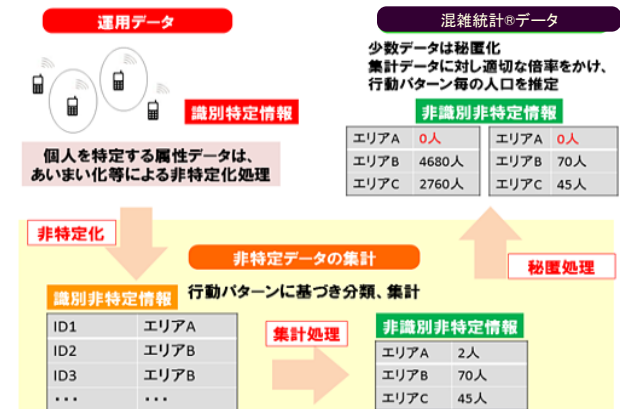 運用データ
識別特定情報
個人を特定する属性データは、
あいまい化等による非特定化処理
非特定化
非特定データの集計
行動パターンに基づき分類、集計
識別非特定情報
ID1 エリアA
ID2 エリアB
ID3 エリアB
・・・ ・・・
集計処理
非識別非特定情報
エリアA 2人
エリアB 70人
エリアC 45人
秘匿処理
混雑統計®データ
少数データは秘匿化
集計データに対し適切な倍率をかけ、
行動パターン毎の人口を推定
非識別非特定情報
エリアA 0人
エリアB 4680人
エリアC 2760人
エリアA 0人
エリアB 70人
エリアC 45人